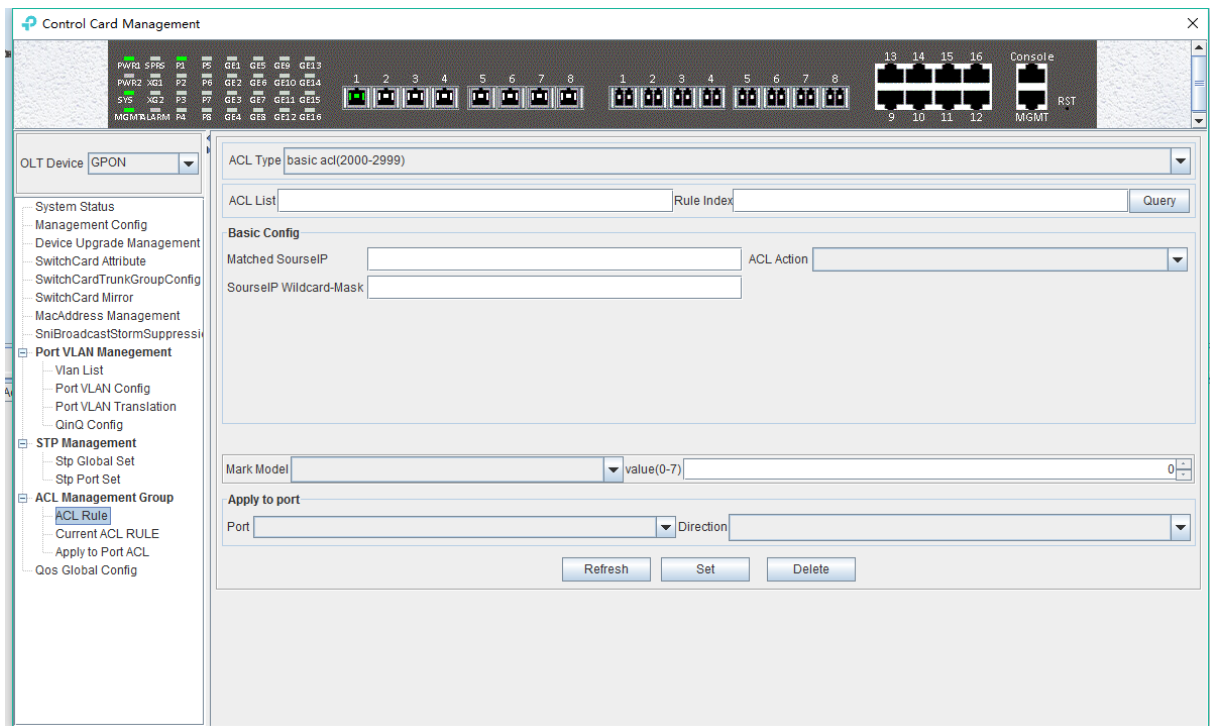 Control Card Management
PWR1 SPRS P1 P5 GE1 GE5 GE9 GE13
PWR2 XG1 P2 P6 GE2 GE6 GE10 GE14
SYS XG2 P3 P7 GE3 GE7 GE11 GE15
MGMT ALARM P4 P8 GE4 GE8 GE12 GE16
1 2 3 4 5 6 7 8
1 2 3 4 5 6 7 8
13 14 15 16 Console
RST
9 10 11 12 MGMT
OLT Device GPON
System Status
Management Config
Device Upgrade Management
SwitchCard Attribute
SwitchCardTrunkGroupConfig
SwitchCard Mirror
MacAddress Management
SniBroadcastStormSuppressi
Port VLAN Manegement
Vlan List
Port VLAN Config
Port VLAN Translation
QinQ Config
STP Management
Stp Global Set
Stp Port Set
ACL Management Group
ACL Rule
Current ACL RULE
Apply to Port ACL
Qos Global Config
ACL Type basic acl(2000-2999)
ACL List Rule Index Query
Basic Config
Matched SourseIP ACL Action
SourseIP Wildcard-Mask
Mark Model value(0-7) 0
Apply to port
Port Direction
Refresh Set Delete